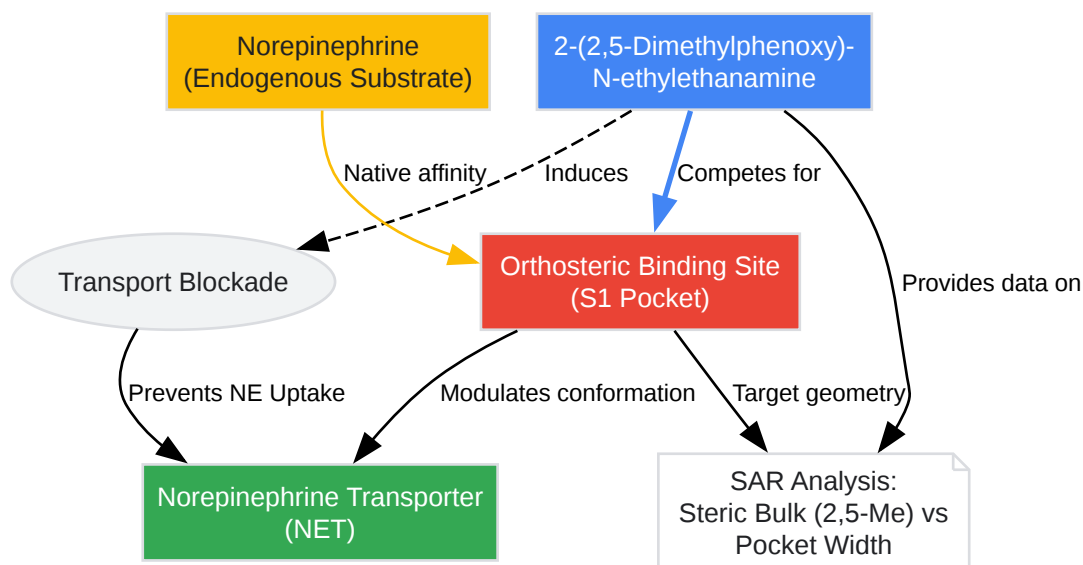 Norepinephrine
(Endogenous Substrate)
2-(2,5-Dimethylphenoxy)-
N-ethylethanamine
Native affinity
Induces
Competes for
Transport Blockade
Orthosteric Binding Site
(S1 Pocket)
Provides data on
Prevents NE Uptake
Modulates conformation
Target geometry
Norepinephrine Transporter
(NET)
SAR Analysis:
Steric Bulk (2,5-Me) vs
Pocket Width